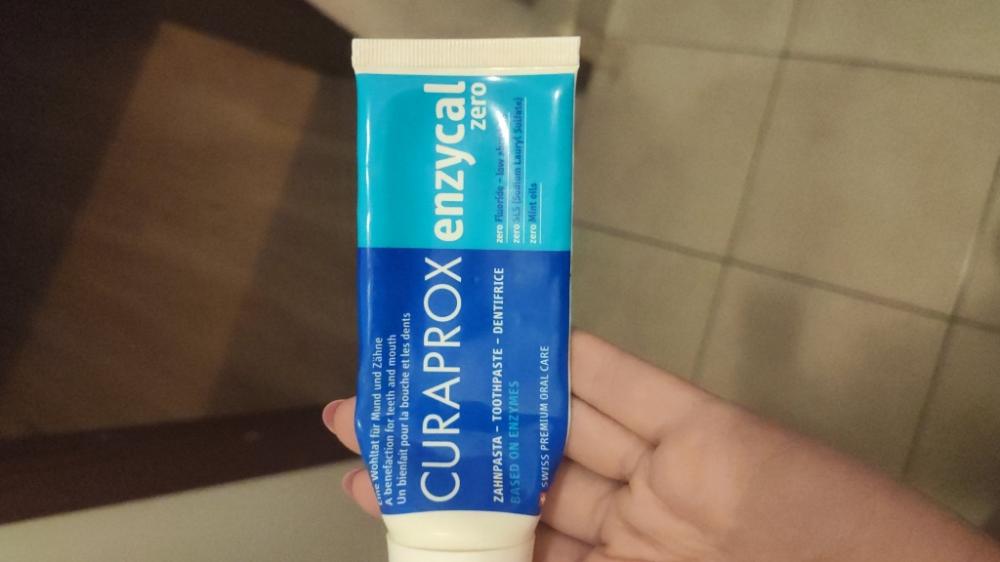 Wohltat für Mund und Zähne
A benefaction for teeth and mouth
Un bienfait pour la bouche et les dents
CURAPROX enzycal
zero
zero Fluoride – low
zero SLS (Sodium Lauryl Sulfate)
zero Mint oils
ZAHNPASTA – TOOTHPASTE – DENTIFRICE
BASED ON ENZYMES
SWISS PREMIUM ORAL CARE